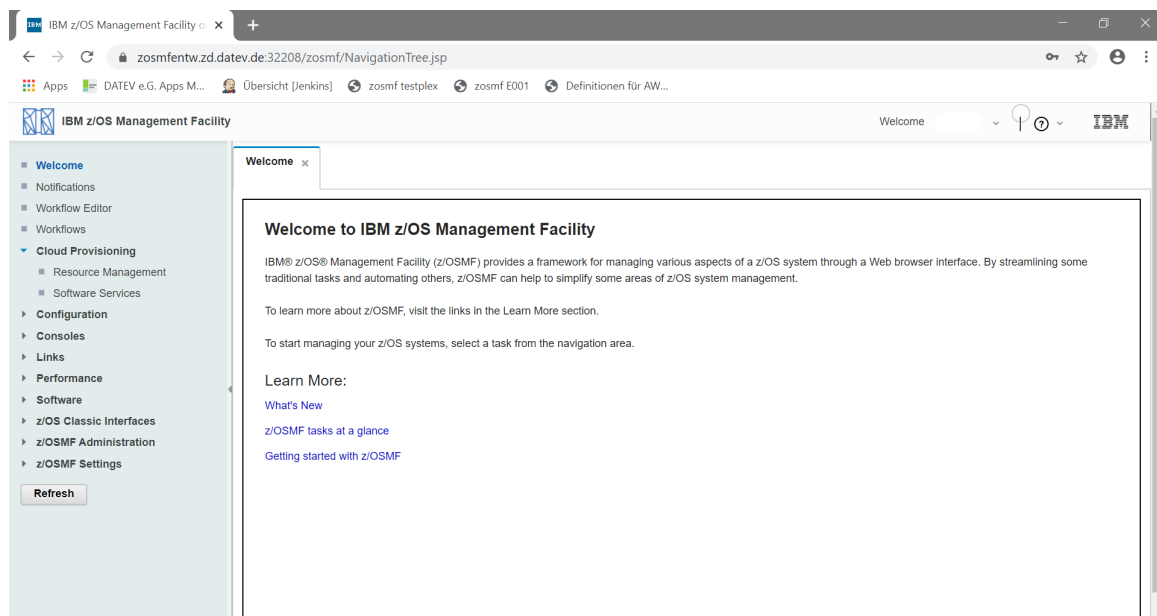 IBM z/OS Management Facility o
zosmfentw.zd.datev.de:32208/zosmf/NavigationTree.jsp
Apps DATEV e.G. Apps M... Übersicht [Jenkins] zosmf testplex zosmf E001 Definitionen für AW...
IBM z/OS Management Facility
Welcome
IBM
Welcome
Notifications
Workflow Editor
Workflows
Cloud Provisioning
Resource Management
Software Services
Configuration
Consoles
Links
Performance
Software
z/OS Classic Interfaces
z/OSMF Administration
z/OSMF Settings
Refresh
Welcome
Welcome to IBM z/OS Management Facility
IBM® z/OS® Management Facility (z/OSMF) provides a framework for managing various aspects of a z/OS system through a Web browser interface. By streamlining some
traditional tasks and automating others, z/OSMF can help to simplify some areas of z/OS system management.
To learn more about z/OSMF, visit the links in the Learn More section.
To start managing your z/OS systems, select a task from the navigation area.
Learn More:
What's New
z/OSMF tasks at a glance
Getting started with z/OSMF